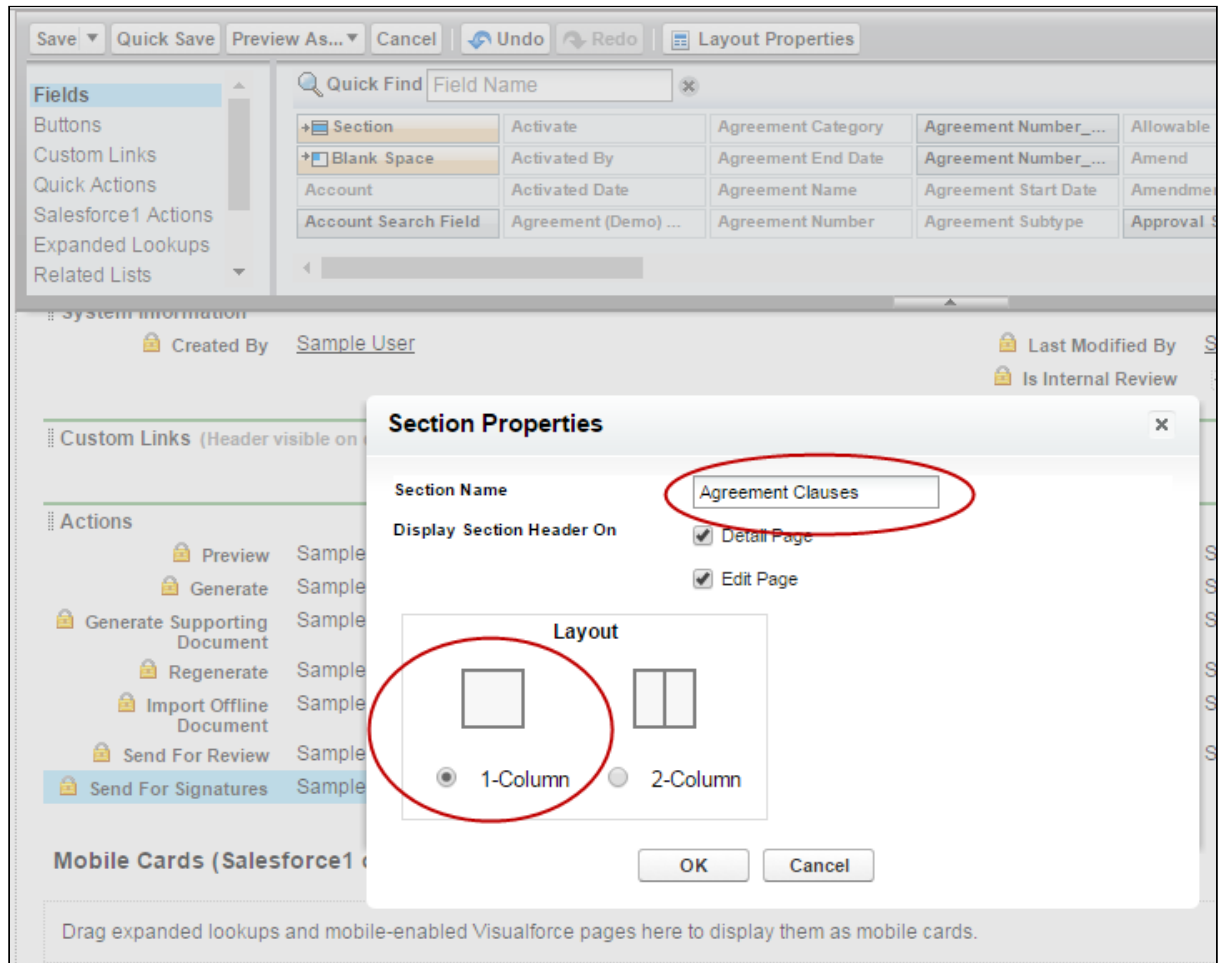 Save Quick Save Preview As... Cancel Undo Redo Layout Properties
Fields
Buttons
Custom Links
Quick Actions
Salesforce1 Actions
Expanded Lookups
Related Lists
Quick Find Field Name
Section Activate Agreement Category Agreement Number_... Allowable
Blank Space Activated By Agreement End Date Agreement Number_... Amend
Account Activated Date Agreement Name Agreement Start Date
Account Search Field Agreement (Demo) ... Agreement Number Agreement Subtype Approval
System Information
Created By Sample User Last Modified By
Is Internal Review
Custom Links (Header visible on
Actions
Preview Sample
Generate Sample
Generate Supporting Sample
Document
Regenerate Sample
Import Offline Sample
Document
Send For Review Sample
Send For Signatures Sample
Section Properties
Section Name Agreement Clauses
Display Section Header On Detail Page
Edit Page
Layout
1-Column 2-Column
OK Cancel
Mobile Cards (Salesforce1
Drag expanded lookups and mobile-enabled Visualforce pages here to display them as mobile cards.